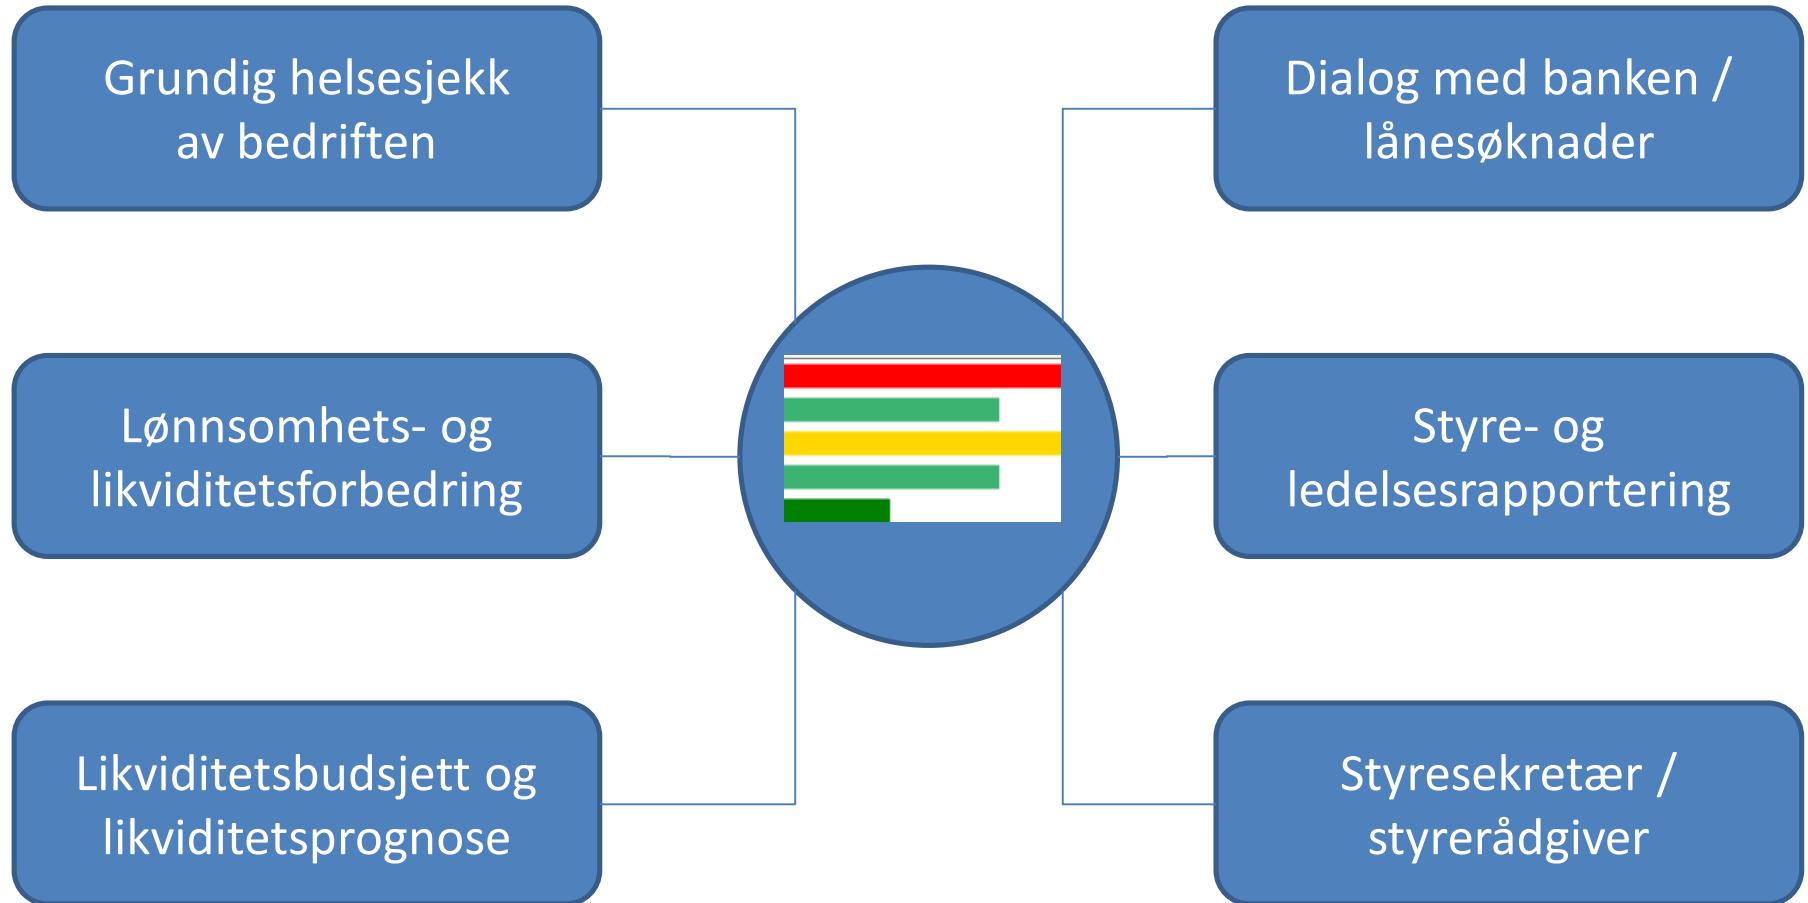 Grundig helsesjekk
av bedriften
Dialog med banken /
lånesøknader
Lønnsomhets- og
likviditetsforbedring
Styre- og
ledelsesrapportering
Likviditetsbudsjett og
likviditetsprognose
Styresekretær /
styrerådgiver